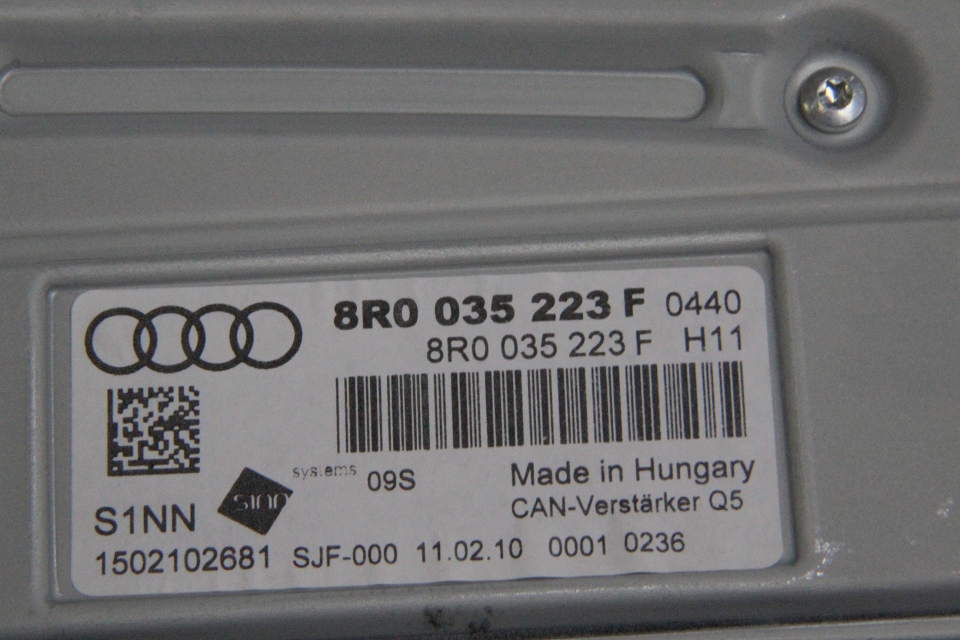 8R0 035 223 F 0440
8R0 035 223 F H11
systems 09S Made in Hungary
sinn
CAN-Verstärker Q5
S1NN
1502102681 SJF-000 11.02.10 0001 0236